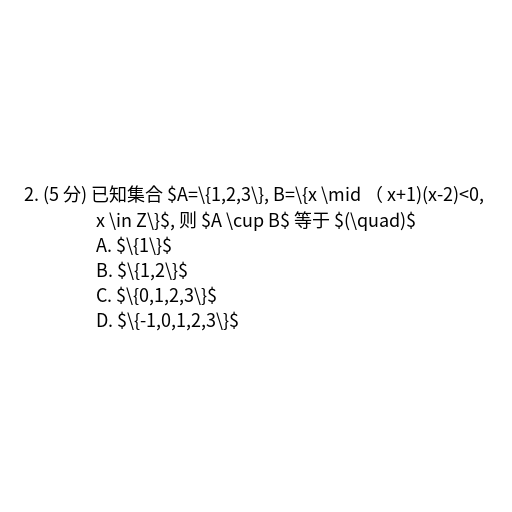 2. (5 分) 已知集合 $A=\{1,2,3\}, B=\{x \mid （ x+1)(x-2)<0,
x \in Z\}$, 则 $A \cup B$ 等于 $(\quad)$
A. $\{1\}$
B. $\{1,2\}$
C. $\{0,1,2,3\}$
D. $\{-1,0,1,2,3\}$